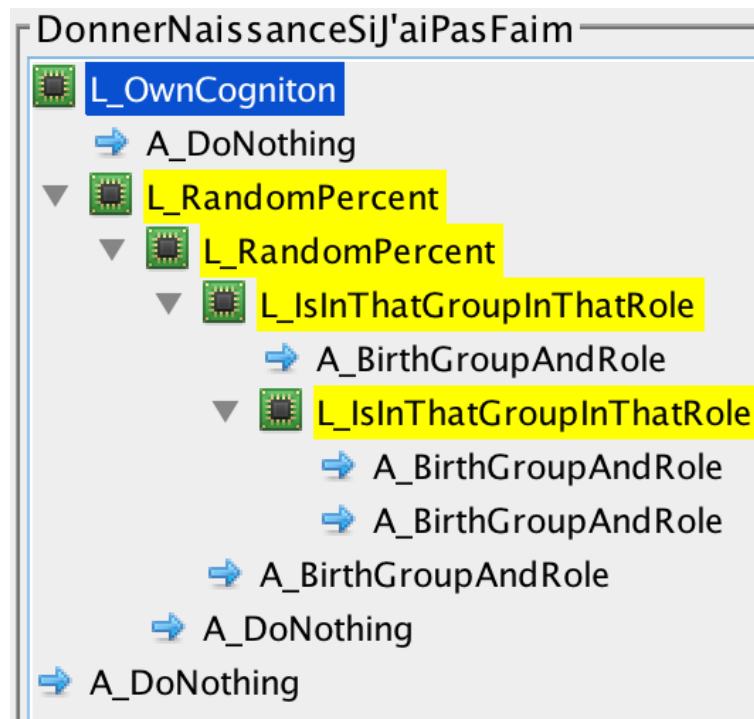 DonnerNaissanceSiJ'aiPasFaim
L_OwnCogniton
A_DoNothing
L_RandomPercent
L_RandomPercent
L_IsInThatGroupInThatRole
A_BirthGroupAndRole
L_IsInThatGroupInThatRole
A_BirthGroupAndRole
A_BirthGroupAndRole
A_BirthGroupAndRole
A_DoNothing
A_DoNothing